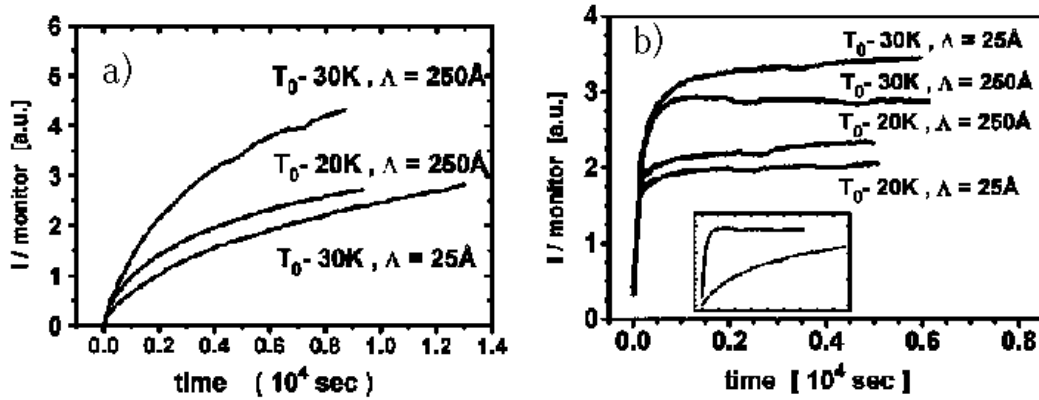 a)
T₀- 30K , Λ = 250Å
T₀- 20K , Λ = 250Å
T₀- 30K , Λ = 25Å
I / monitor [a.u.]
6
5
4
3
2
1
0
0.0 0.2 0.4 0.6 0.8 1.0 1.2 1.4
time ( 10⁴ sec)
b)
T₀- 30K , Λ = 25Å
T₀- 30K , Λ = 250Å
T₀- 20K , Λ = 250Å
T₀- 20K , Λ = 25Å
I / monitor [a.u.]
4
3
2
1
0
0.0 0.2 0.4 0.6 0.8
time [ 10⁴ sec ]